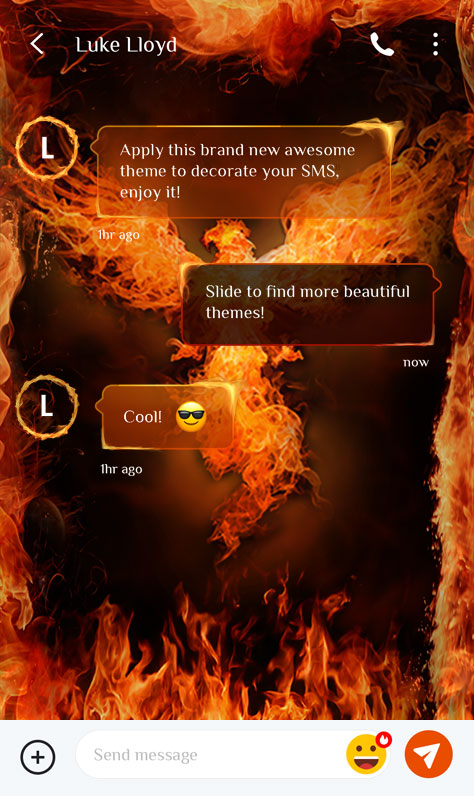 Luke Lloyd
L
Apply this brand new awesome
theme to decorate your SMS,
enjoy it!
1hr ago
Slide to find more beautiful
themes!
now
L
Cool! 😎
1hr ago
Send message